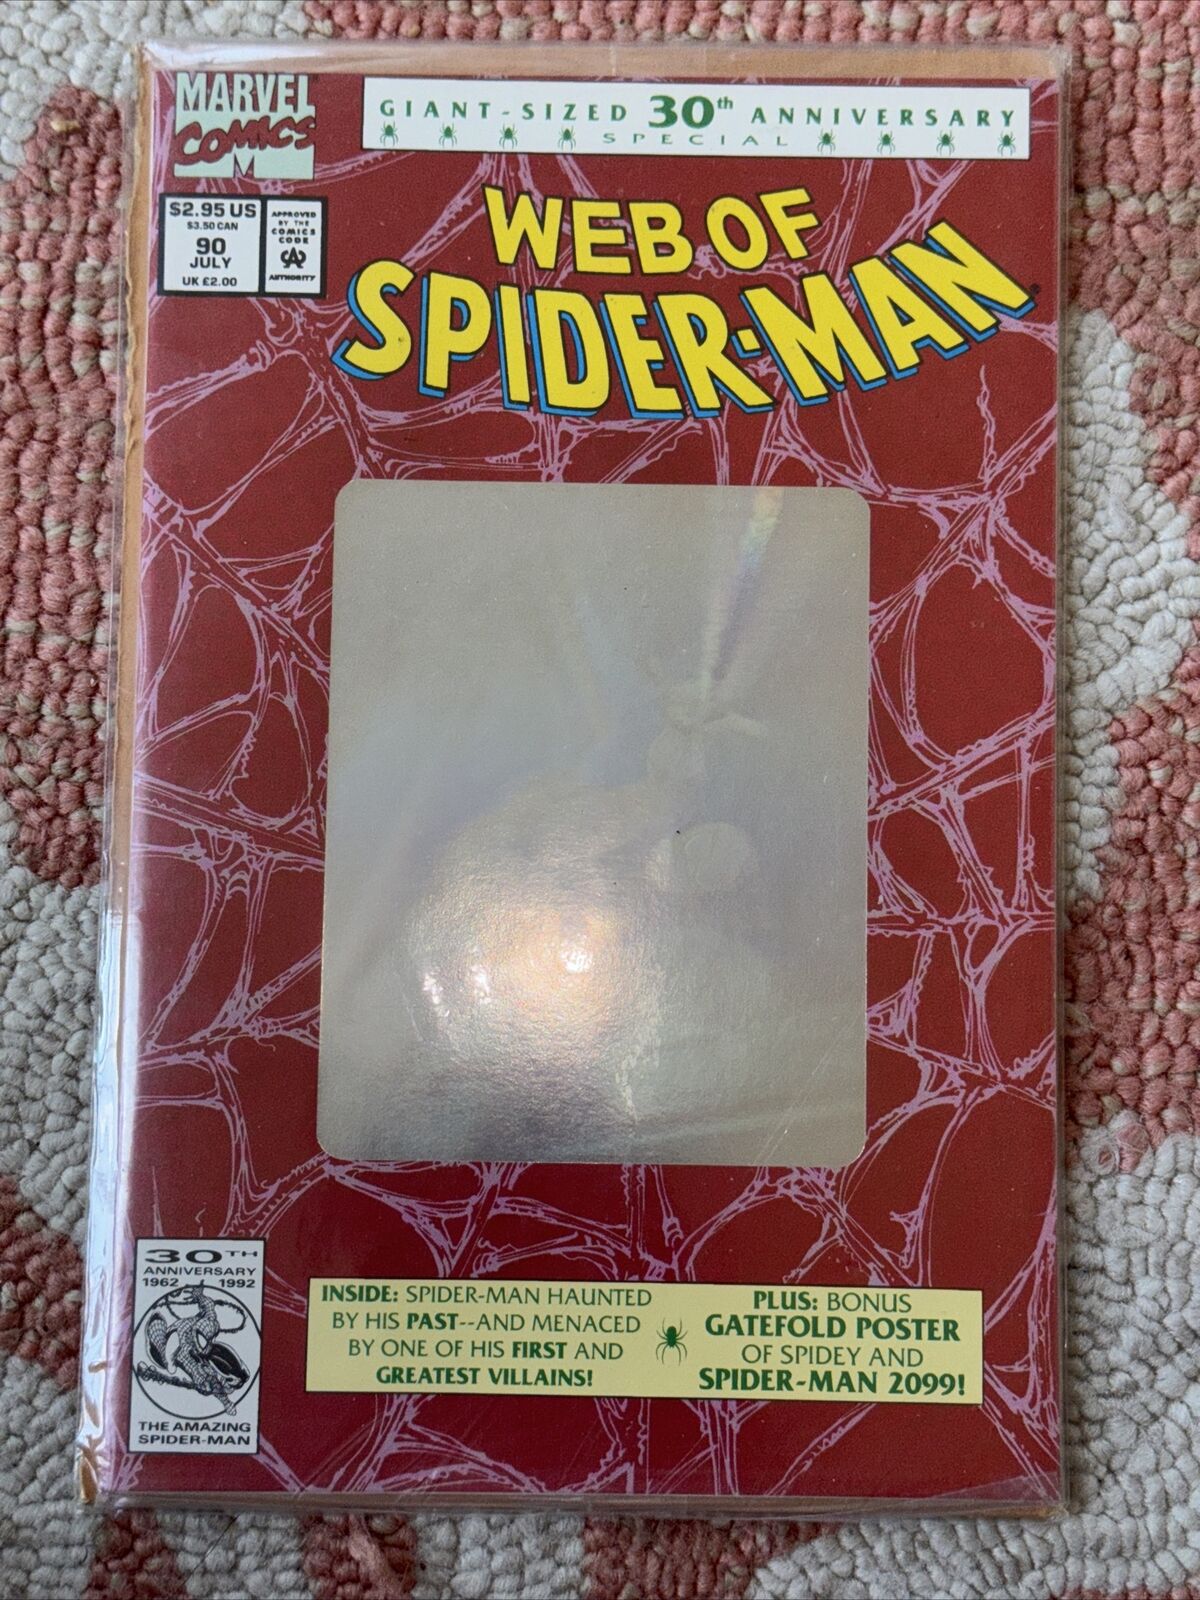 MARVEL
COMICS
M
GIANT-SIZED 30th ANNIVERSARY
SPECIAL
$2.95 US
$3.50 CAN
90
JULY
UK £2.00
APPROVED
BY THE
COMICS
CODE
CA
AUTHORITY
WEB OF
SPIDER-MAN®
30TH
ANNIVERSARY
1962 1992
THE AMAZING
SPIDER-MAN
INSIDE: SPIDER-MAN HAUNTED
BY HIS PAST--AND MENACED
BY ONE OF HIS FIRST AND
GREATEST VILLAINS!
PLUS: BONUS
GATEFOLD POSTER
OF SPIDEY AND
SPIDER-MAN 2099!